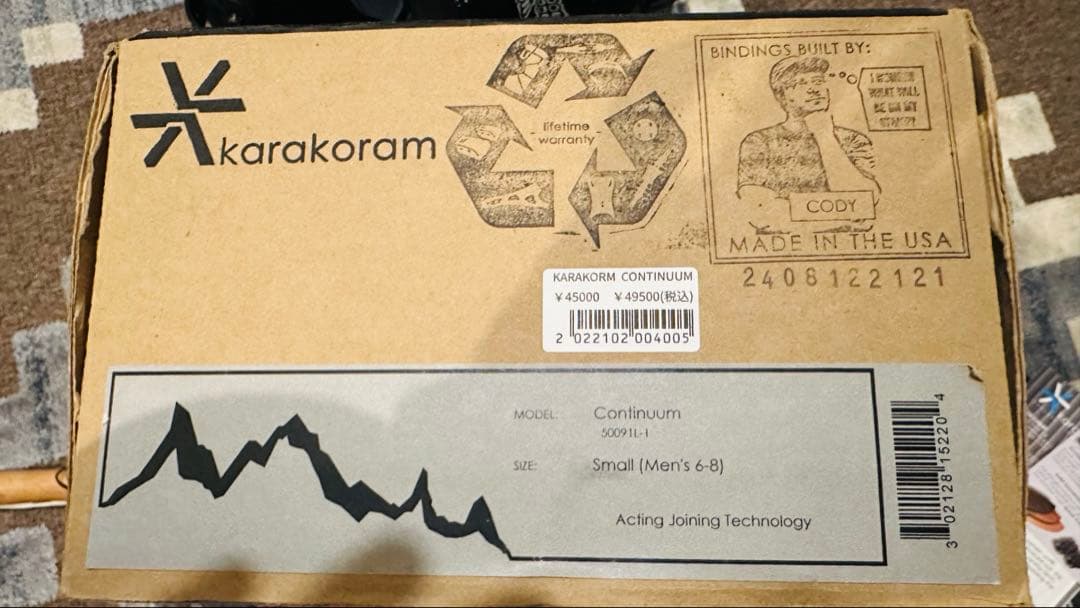 karakoram
lifetime
warranty
BINDINGS BUILT BY:
I WONDER
WHAT WILL
BE ON MY
CODY
MADE IN THE USA
2408122121
KARAKORM CONTINUUM
￥45000 ￥49500(税込)
2 022102 004005
MODEL: Continuum
50091L-1
SIZE: Small (Men's 6-8)
Acting Joining Technology
3 02128 15220 4